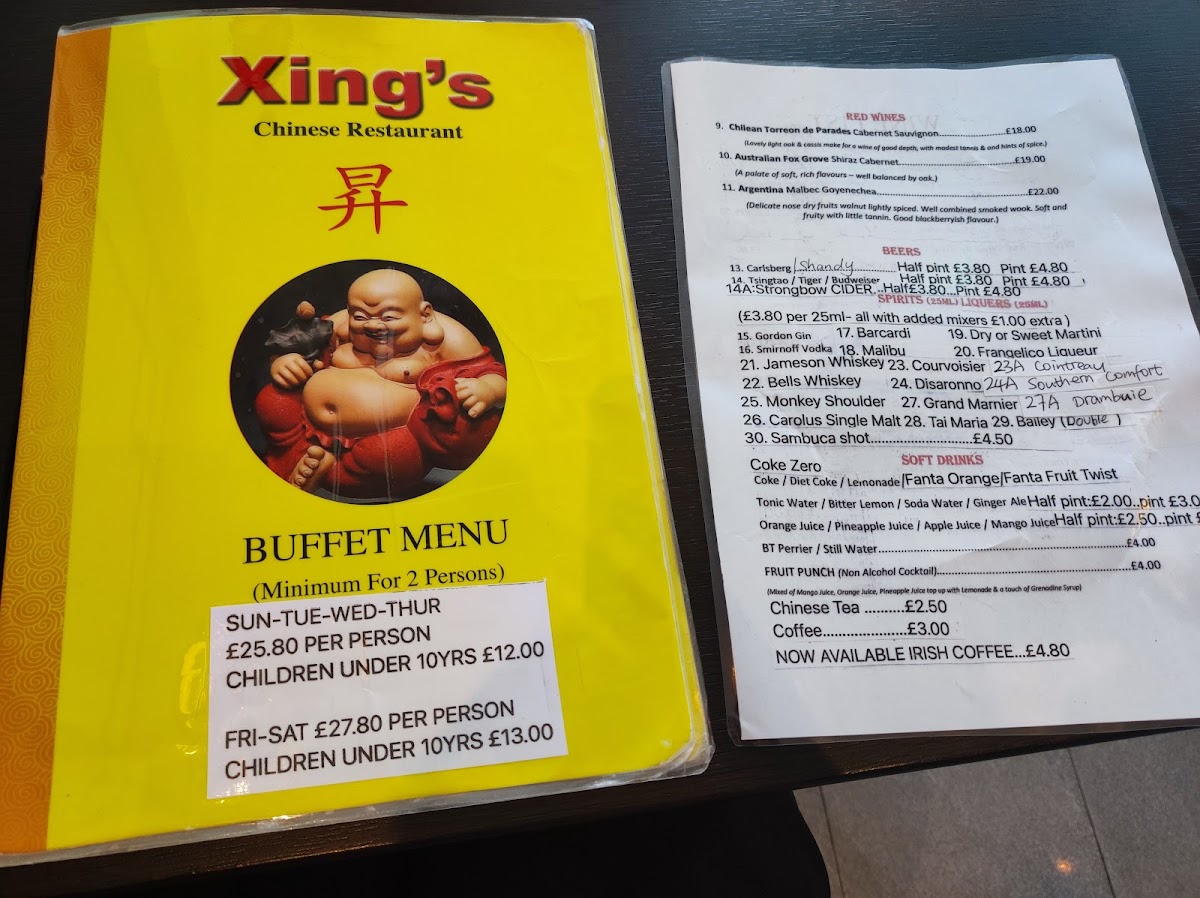 Xing's
Chinese Restaurant
昇
BUFFET MENU
(Minimum For 2 Persons)
SUN-TUE-WED-THUR
£25.80 PER PERSON
CHILDREN UNDER 10YRS £12.00
FRI-SAT £27.80 PER PERSON
CHILDREN UNDER 10YRS £13.00
RED WINES
9. Chilean Torreon de Parades Cabernet Sauvignon........................£18.00
(Lovely light oak & cassis make for a wine of good depth, with modest tannis & and hints of spice.)
10. Australian Fox Grove Shiraz Cabernet........................................£19.00
(A palate of soft, rich flavours – well balanced by oak.)
11. Argentina Malbec Goyenechea....................................................£22.00
(Delicate nose dry fruits walnut lightly spiced. Well combined smoked wook. Soft and
fruity with little tannin. Good blackberryish flavour.)
BEERS
13. Carlsberg/Shandy............Half pint £3.80 Pint £4.80
14. Tsingtao / Tiger / Budweiser Half pint £3.80 Pint £4.80
14A:Strongbow CIDER...Half£3.80...Pint £4.80
SPIRITS (25ML) LIQUERS (25ML)
(£3.80 per 25ml- all with added mixers £1.00 extra )
15. Gordon Gin 17. Barcardi 19. Dry or Sweet Martini
16. Smirnoff Vodka 18. Malibu 20. Frangelico Liqueur
21. Jameson Whiskey 23. Courvoisier 23A Cointreau
22. Bells Whiskey 24. Disaronno 24A Southern Comfort
25. Monkey Shoulder 27. Grand Marnier 27A Drambuie
26. Carolus Single Malt 28. Tai Maria 29. Bailey (Double)
30. Sambuca shot..........................£4.50
SOFT DRINKS
Coke Zero
Coke / Diet Coke / Lemonade/Fanta Orange/Fanta Fruit Twist
Tonic Water / Bitter Lemon / Soda Water / Ginger Ale Half pint:£2.00..pint £3.0
Orange Juice / Pineapple Juice / Apple Juice / Mango Juice Half pint:£2.50..pint £
BT Perrier / Still Water..............................................................£4.00
FRUIT PUNCH (Non Alcohol Cocktail)................................................£4.00
(Mixed of Mango Juice, Orange Juice, Pineapple Juice top up with Lemonade & a touch of Grenadine Syrup)
Chinese Tea ..........£2.50
Coffee.....................£3.00
NOW AVAILABLE IRISH COFFEE...£4.80